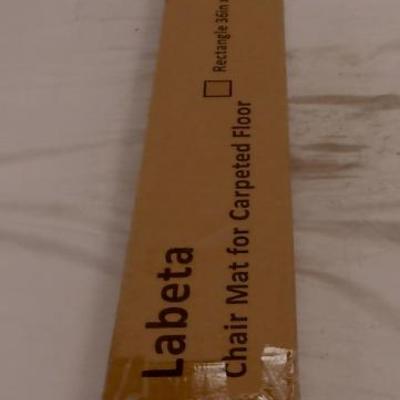 Labeta
Chair Mat for Carpeted Floor
Rectangle 36in x